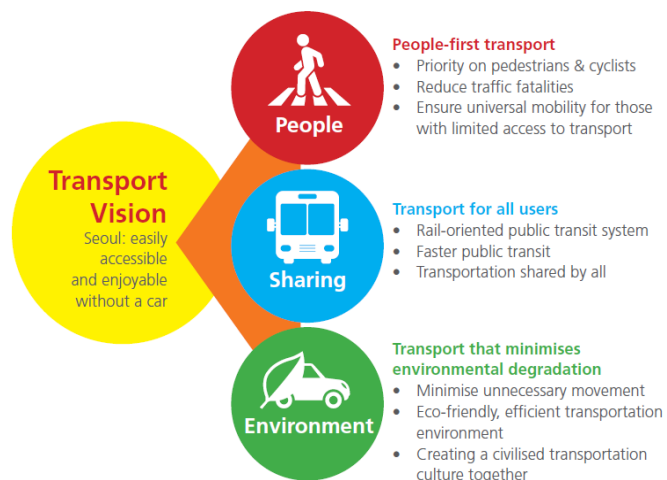 Transport
Vision
Seoul: easily
accessible
and enjoyable
without a car
People
People-first transport
• Priority on pedestrians & cyclists
• Reduce traffic fatalities
• Ensure universal mobility for those
with limited access to transport
Sharing
Transport for all users
• Rail-oriented public transit system
• Faster public transit
• Transportation shared by all
Environment
Transport that minimises
environmental degradation
• Minimise unnecessary movement
• Eco-friendly, efficient transportation
environment
• Creating a civilised transportation
culture together